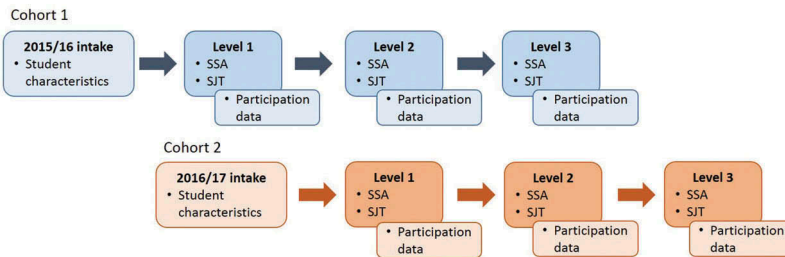 Cohort 1
2015/16 intake
• Student
characteristics
Level 1
• SSA
• SJT
• Participation
data
Level 2
• SSA
• SJT
• Participation
data
Level 3
• SSA
• SJT
• Participation
data
Cohort 2
2016/17 intake
• Student
characteristics
Level 1
• SSA
• SJT
• Participation
data
Level 2
• SSA
• SJT
• Participation
data
Level 3
• SSA
• SJT
• Participation
data